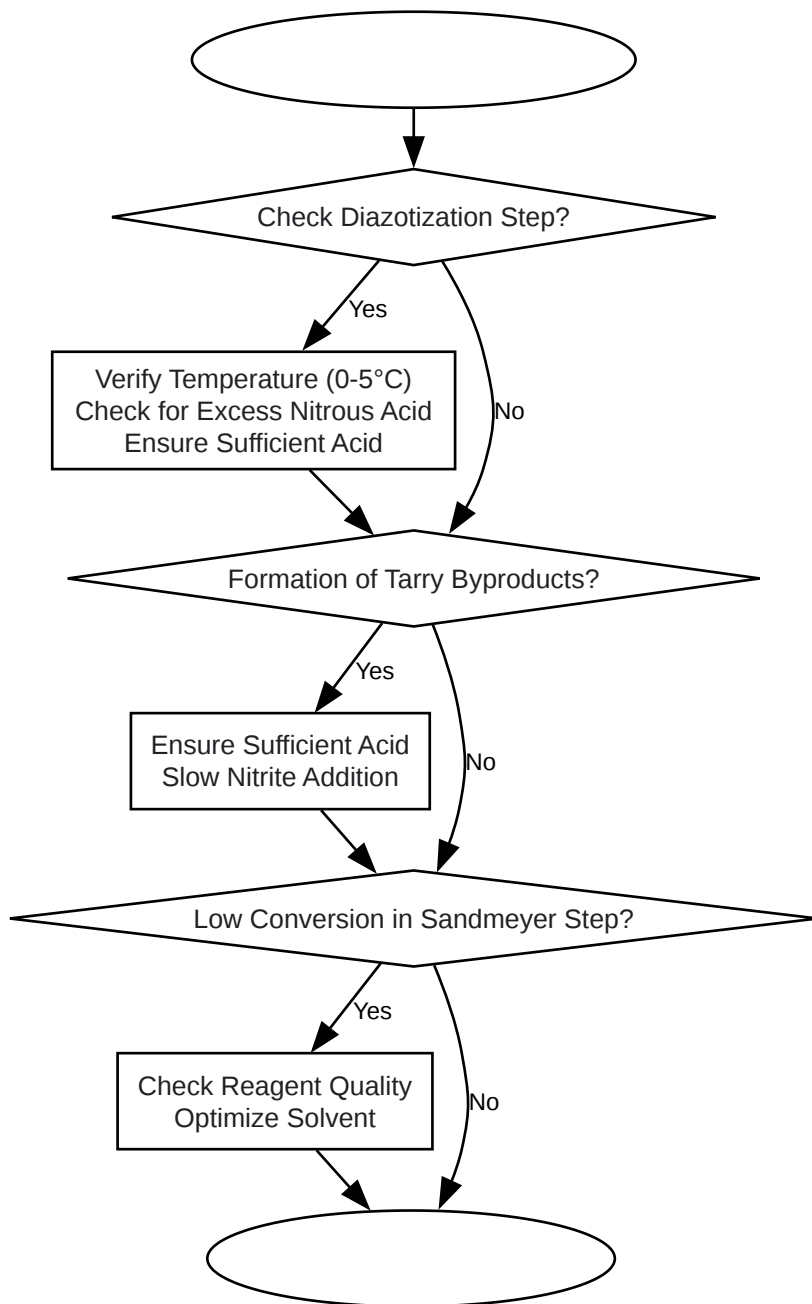 Check Diazotization Step?
Yes
Verify Temperature (0-5°C)
Check for Excess Nitrous Acid
Ensure Sufficient Acid
No
Formation of Tarry Byproducts?
Yes
Ensure Sufficient Acid
Slow Nitrite Addition
No
Low Conversion in Sandmeyer Step?
Yes
Check Reagent Quality
Optimize Solvent
No